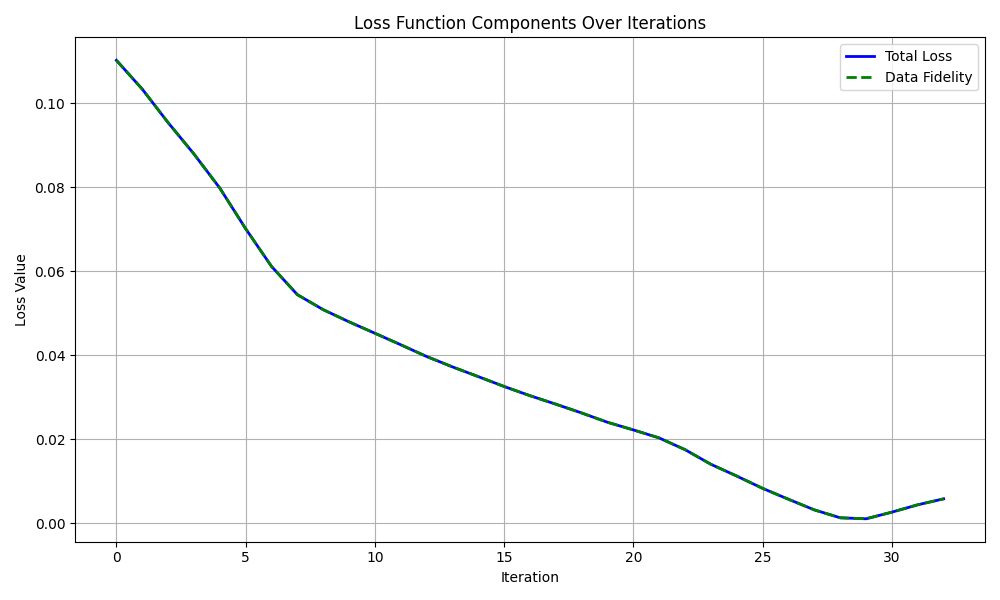 Loss Function Components Over Iterations
Total Loss
Data Fidelity
Loss Value
0.10
0.08
0.06
0.04
0.02
0.00
0 5 10 15 20 25 30
Iteration